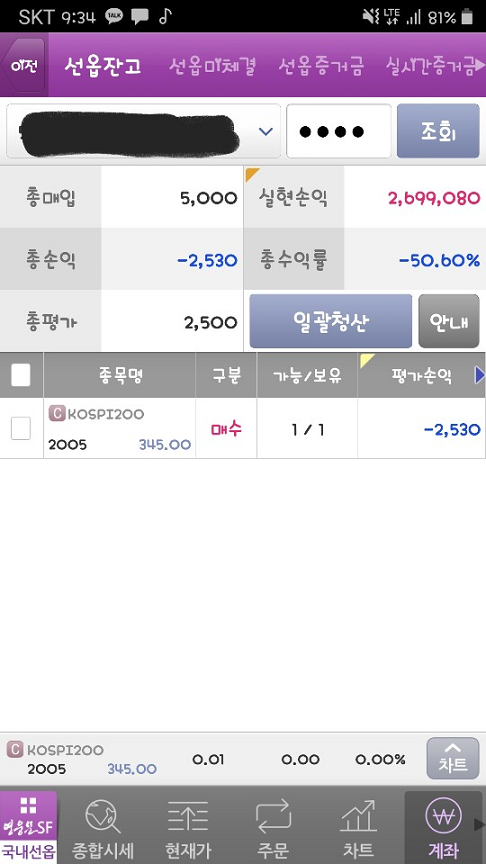 SKT 9:34 TALK LTE 81%
이전 선옵잔고 선옵미체결 선옵증거금 실시간증거금
●●●● 조회
총매입 5,000 실현손익 2,699,080
총손익 -2,530 총수익률 -50.60%
총평가 2,500 일괄청산 안내
종목명 구분 가능/보유 평가손익
C KOSPI200
2005 345.00 매수 1 / 1 -2,530
C KOSPI200
2005 345.00 0.01 0.00 0.00% 차트
영웅문SF
국내선옵 종합시세 현재가 주문 차트 계좌